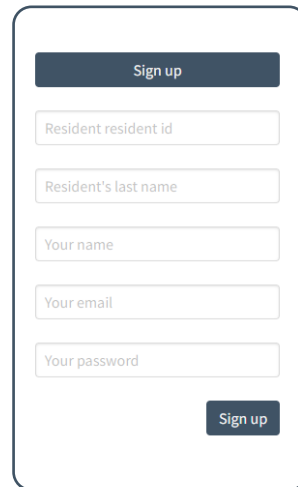 Sign up
Resident resident id
Resident's last name
Your name
Your email
Your password
Sign up